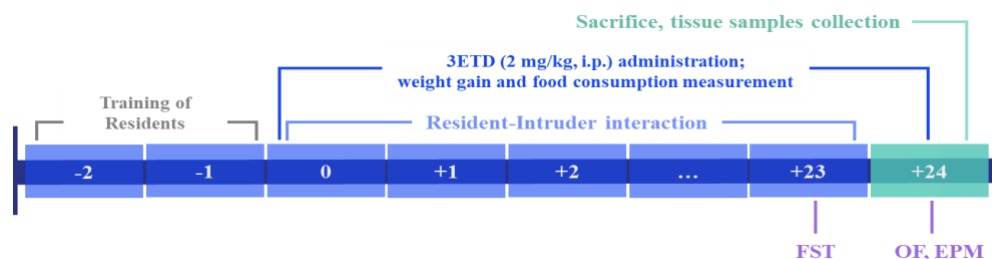 Sacrifice, tissue samples collection
3ETD (2 mg/kg, i.p.) administration;
weight gain and food consumption measurement
Training of
Residents
Resident-Intruder interaction
-2 -1 0 +1 +2 ... +23 +24
FST OF, EPM